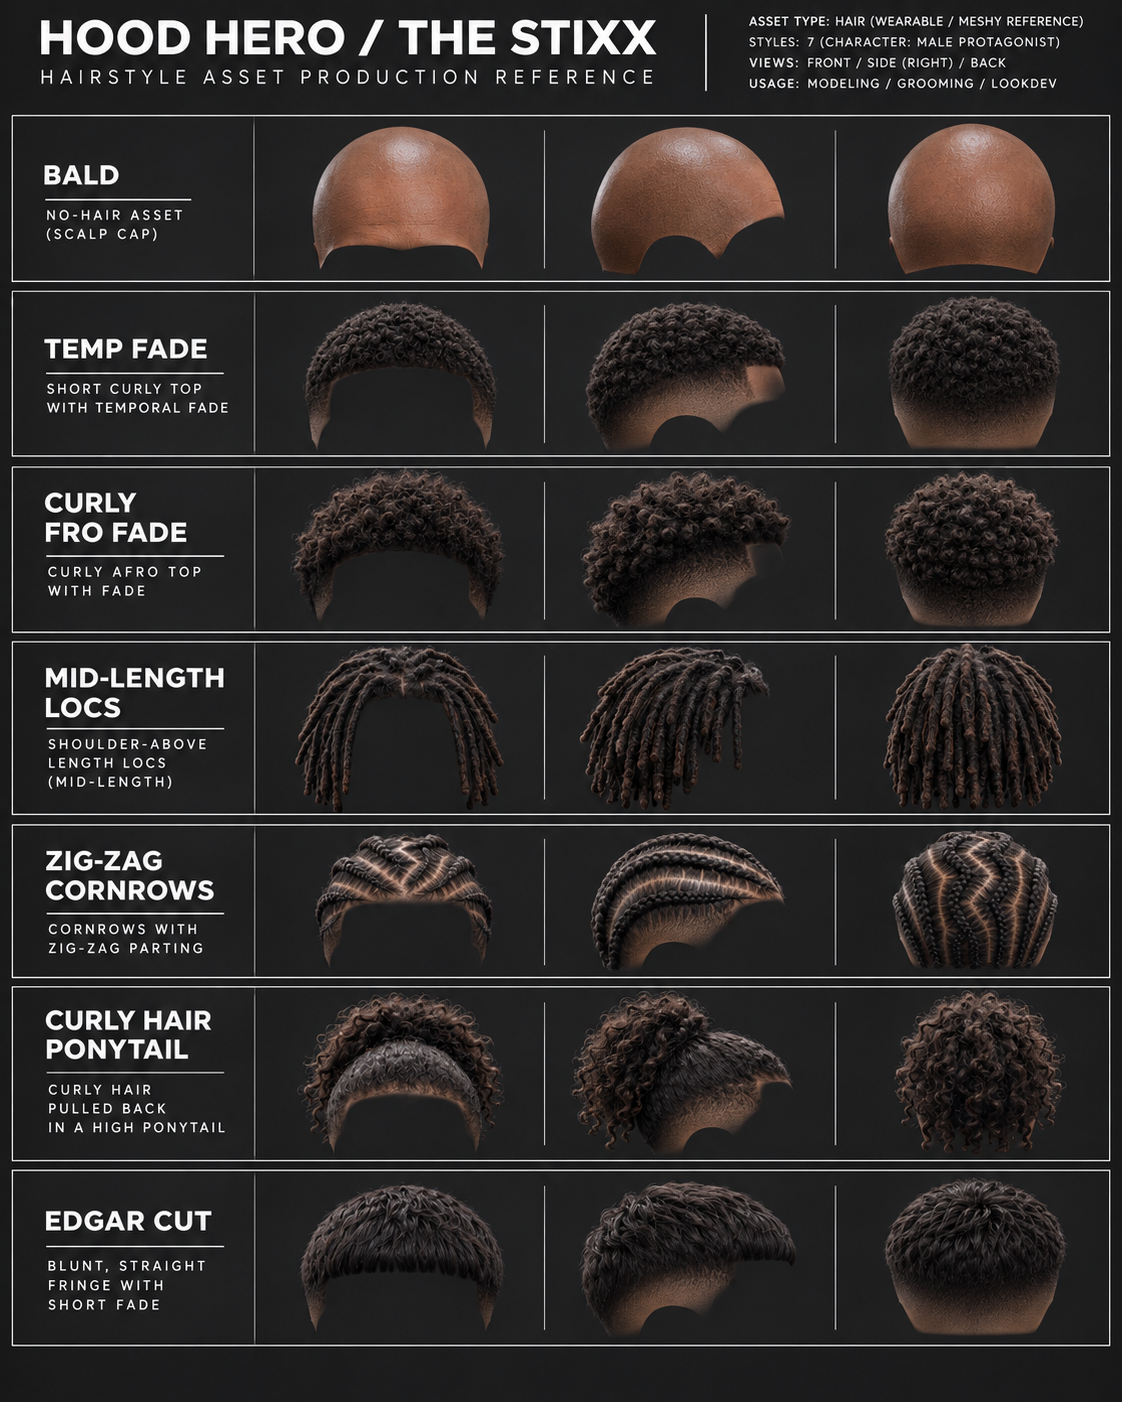 HOOD HERO / THE STIXX
HAIRSTYLE ASSET PRODUCTION REFERENCE
ASSET TYPE: HAIR (WEARABLE / MESHY REFERENCE)
STYLES: 7 (CHARACTER: MALE PROTAGONIST)
VIEWS: FRONT / SIDE (RIGHT) / BACK
USAGE: MODELING / GROOMING / LOOKDEV
BALD
NO-HAIR ASSET
(SCALP CAP)
TEMP FADE
SHORT CURLY TOP
WITH TEMPORAL FADE
CURLY
FRO FADE
CURLY AFRO TOP
WITH FADE
MID-LENGTH
LOCS
SHOULDER-ABOVE
LENGTH LOCS
(MID-LENGTH)
ZIG-ZAG
CORNROWS
CORNROWS WITH
ZIG-ZAG PARTING
CURLY HAIR
PONYTAIL
CURLY HAIR
PULLED BACK
IN A HIGH PONYTAIL
EDGAR CUT
BLUNT, STRAIGHT
FRINGE WITH
SHORT FADE